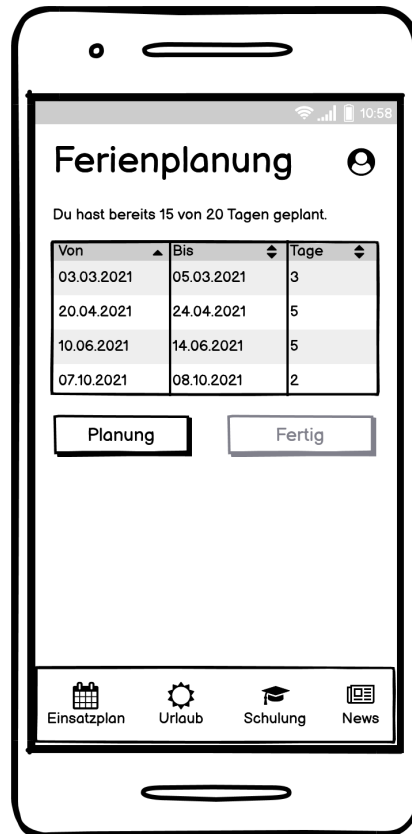 10:58
Ferienplanung
Du hast bereits 15 von 20 Tagen geplant.
Von Bis Tage
03.03.2021 05.03.2021 3
20.04.2021 24.04.2021 5
10.06.2021 14.06.2021 5
07.10.2021 08.10.2021 2
Planung Fertig
Einsatzplan Urlaub Schulung News